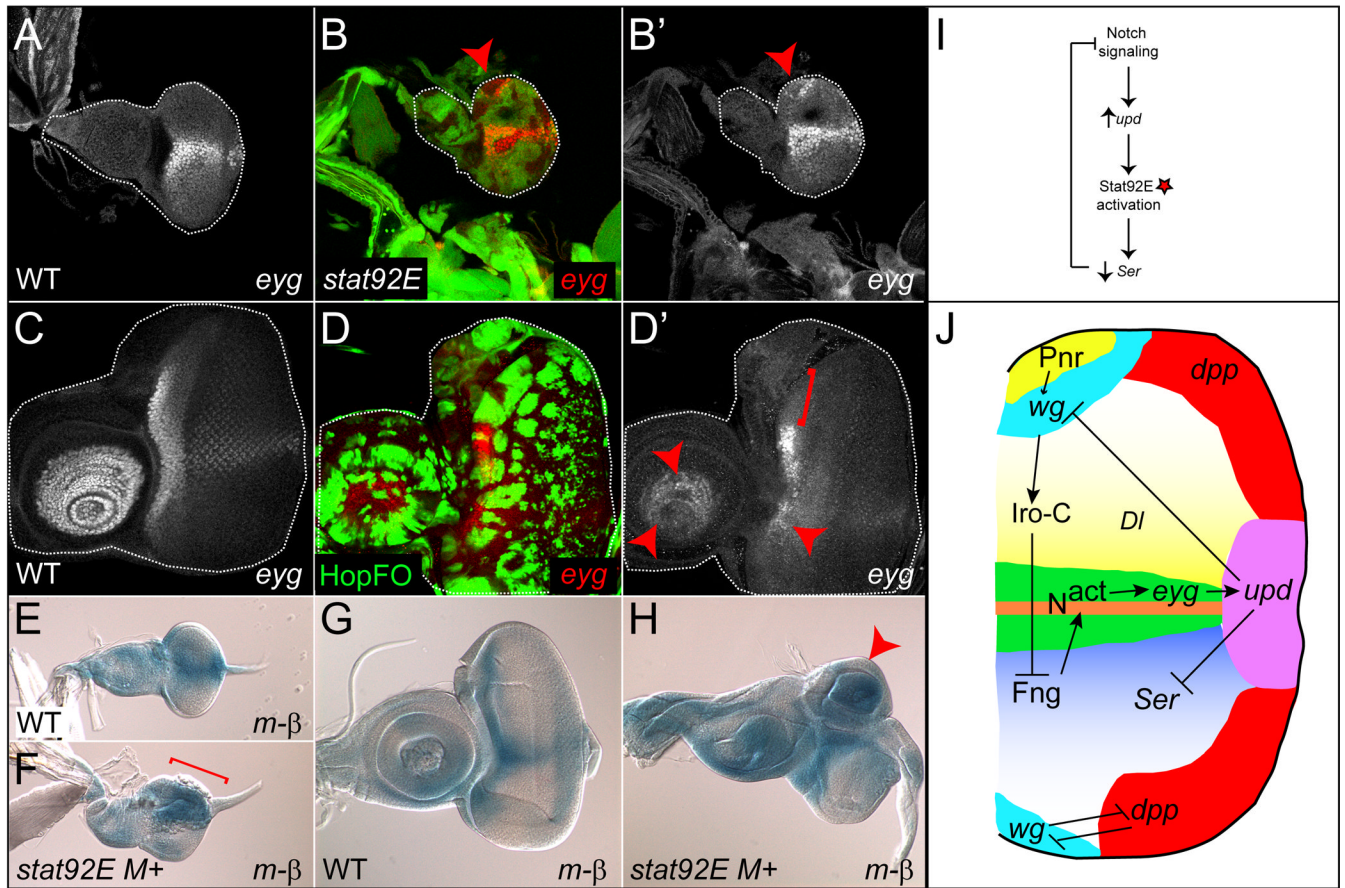 A
WT
eyg
B
stat92E
eyg
B’
eyg
C
WT
eyg
D
HopFO
eyg
D’
eyg
E
WT
m-β
F
stat92E M+
m-β
G
WT
m-β
H
stat92E M+
m-β
I
Notch
signaling
upd
Stat92E
activation
Ser
J
Pnr
wg
dpp
Iro-C
Dl
Nact
eyg
upd
Fng
Ser
wg
dpp